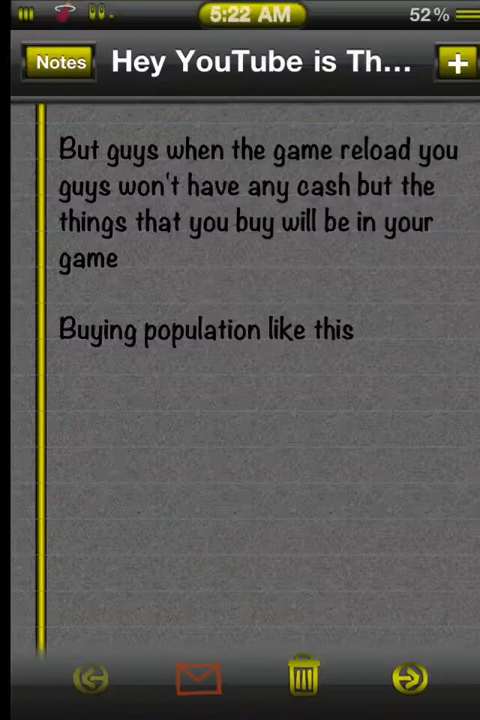 5:22 AM
52%
Notes
Hey YouTube is Th...
+
But guys when the game reload you
guys won't have any cash but the
things that you buy will be in your
game
Buying population like this